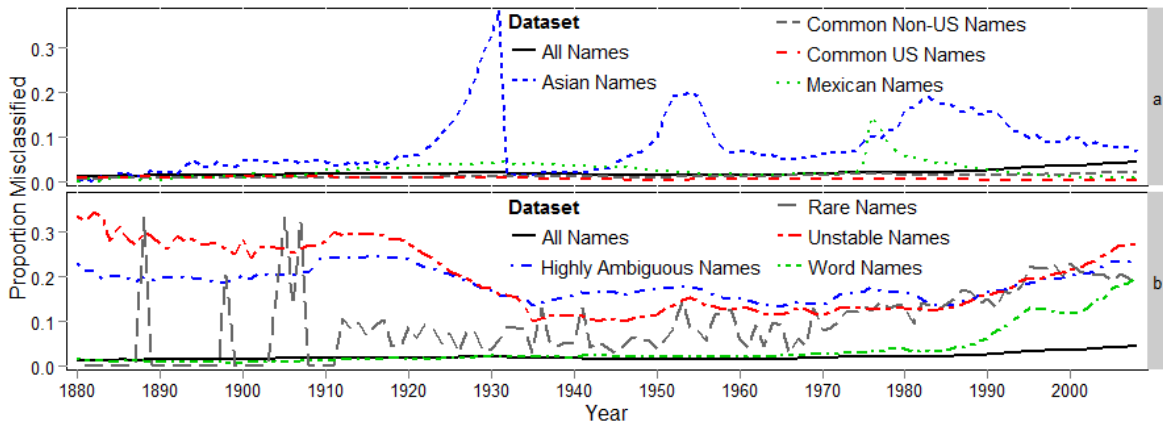 Proportion Misclassified
0.3
0.2
0.1
0.0
Dataset
All Names
Asian Names
Common Non-US Names
Common US Names
Mexican Names
a
0.3
0.2
0.1
0.0
Dataset
All Names
Highly Ambiguous Names
Rare Names
Unstable Names
Word Names
b
1880 1890 1900 1910 1920 1930 1940 1950 1960 1970 1980 1990 2000
Year